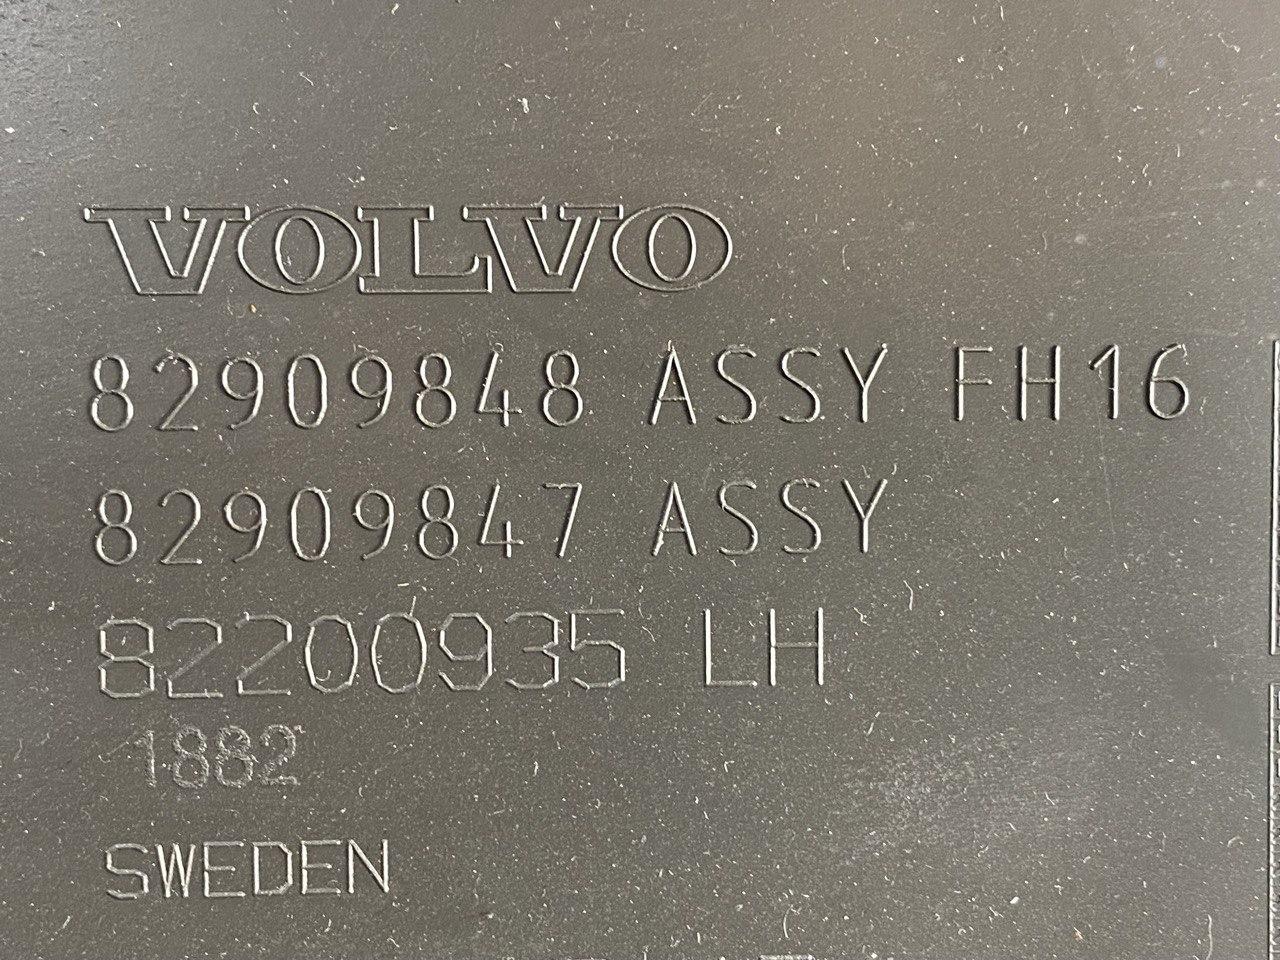 VOLVO
82909848 ASSY FH16
82909847 ASSY
82200935 LH
1882
SWEDEN